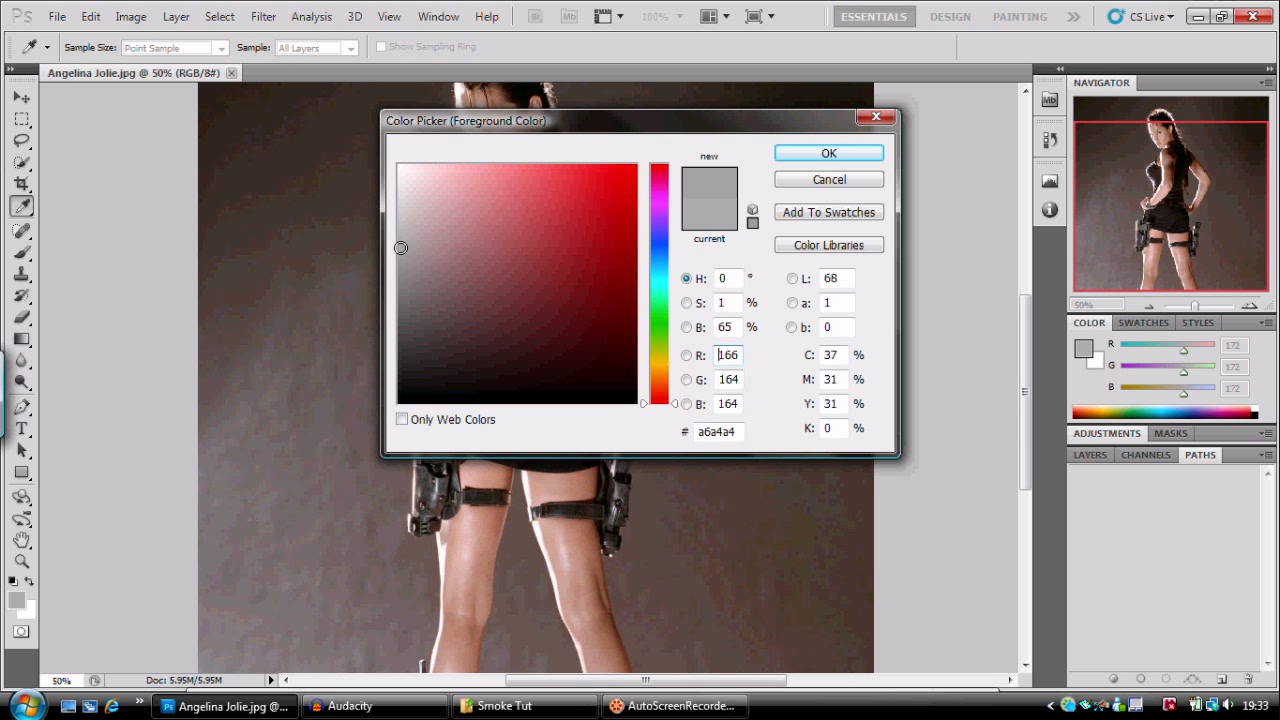 Ps File Edit Image Layer Select Filter Analysis 3D View Window Help Br Mb 100% ESSENTIALS DESIGN PAINTING CS Live
Sample Size: Point Sample Sample: All Layers Show Sampling Ring
Angelina Jolie.jpg @ 50% (RGB/8#)
NAVIGATOR
Mb
Color Picker (Foreground Color)
new
current
OK
Cancel
Add To Swatches
Color Libraries
H: 0 ° L: 68
S: 1 % a: 1
B: 65 % b: 0
R: 166 C: 37 %
G: 164 M: 31 %
B: 164 Y: 31 %
# a6a4a4 K: 0 %
Only Web Colors
50%
COLOR SWATCHES STYLES
R 172
G 172
B 172
ADJUSTMENTS MASKS
LAYERS CHANNELS PATHS
T
50% Doc: 5.95M/5.95M
Ps Angelina Jolie.jpg @... Audacity Smoke Tut AutoScreenRecorde... 19:33